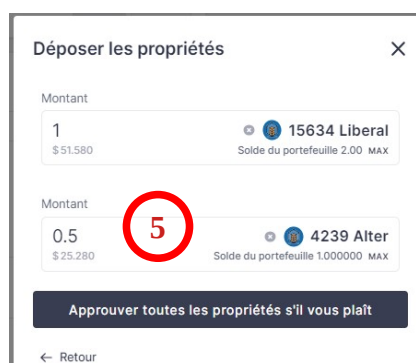 Déposer les propriétés
Montant
1 15634 Liberal
$51.580 Solde du portefeuille 2.00 MAX
Montant
5
0.5 4239 Alter
$25.280 Solde du portefeuille 1.000000 MAX
Approuver toutes les propriétés s'il vous plaît
← Retour